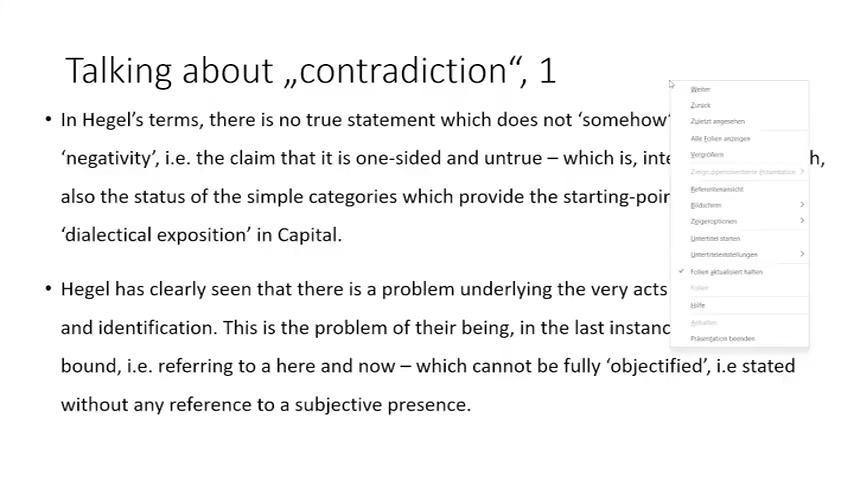 Talking about „contradiction“, 1
• In Hegel’s terms, there is no true statement which does not ‘somehow’
‘negativity’, i.e. the claim that it is one-sided and untrue – which is,
also the status of the simple categories which provide the
‘dialectical exposition’ in Capital.
• Hegel has clearly seen that there is a problem underlying the very acts
and identification. This is the problem of their being, in the last
bound, i.e. referring to a here and now – which cannot be fully ‘objectified’, i.e stated
without any reference to a subjective presence.
Weiter
Zurück
Zuletzt angesehen
Alle Folien anzeigen
Vergrößern
Referentenansicht
Bildschirm
Zeigeroptionen
Untertitel starten
Untertiteleinstellungen
Folien aktualisiert halten
Hilfe
Anhalten
Präsentation beenden